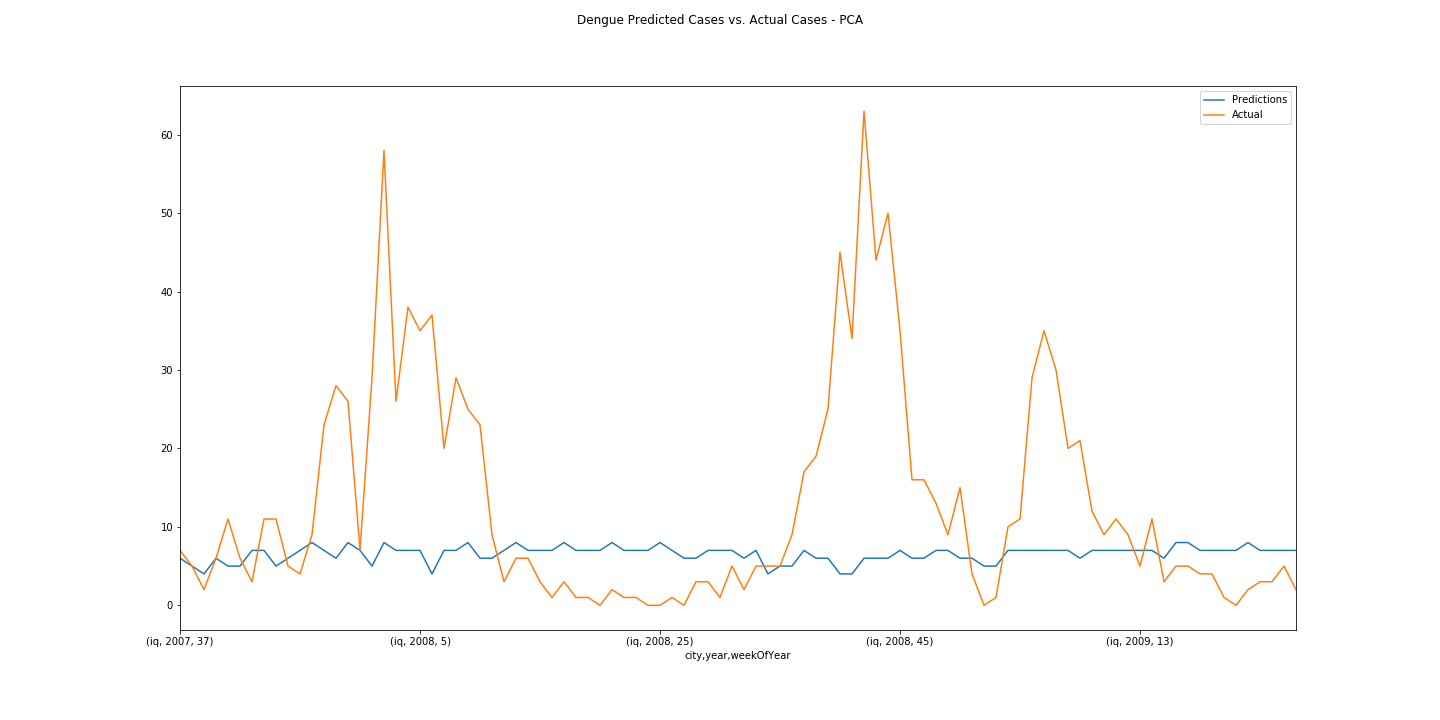 Dengue Predicted Cases vs. Actual Cases - PCA
Predictions
Actual
60
50
40
30
20
10
0
(iq, 2007, 37) (iq, 2008, 5) (iq, 2008, 25) (iq, 2008, 45) (iq, 2009, 13)
city,year,weekOfYear